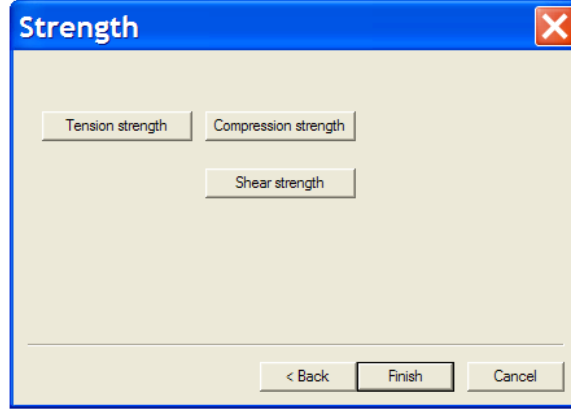 Strength
Tension strength Compression strength
Shear strength
< Back Finish Cancel